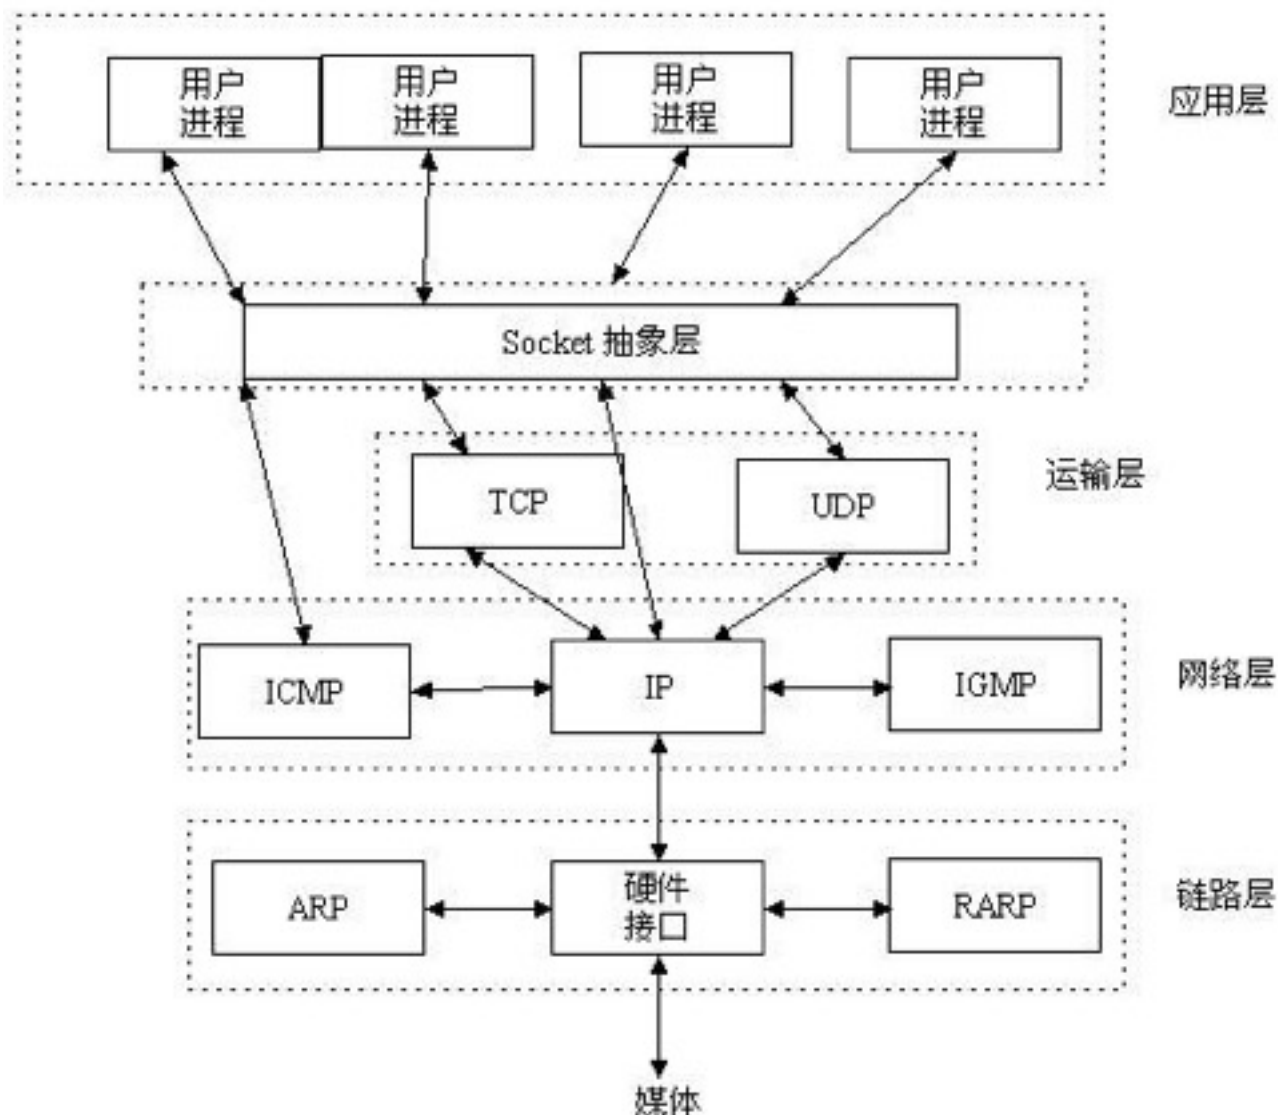 用户
进程
用户
进程
用户
进程
用户
进程
应用层
Socket 抽象层
TCP
UDP
运输层
ICMP
IP
IGMP
网络层
ARP
硬件
接口
RARP
链路层
媒体